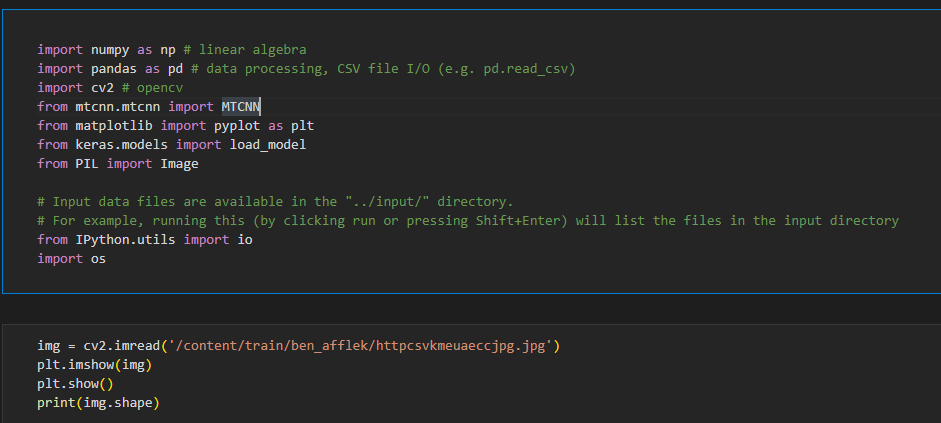 import numpy as np # linear algebra
import pandas as pd # data processing, CSV file I/O (e.g. pd.read_csv)
import cv2 # opencv
from mtcnn.mtcnn import MTCNN
from matplotlib import pyplot as plt
from keras.models import load_model
from PIL import Image
# Input data files are available in the "../input/" directory.
# For example, running this (by clicking run or pressing Shift+Enter) will list the files in the input directory
from IPython.utils import io
import os
img = cv2.imread('/content/train/ben_afflek/httpcsvkmeuaeccjpg.jpg')
plt.imshow(img)
plt.show()
print(img.shape)